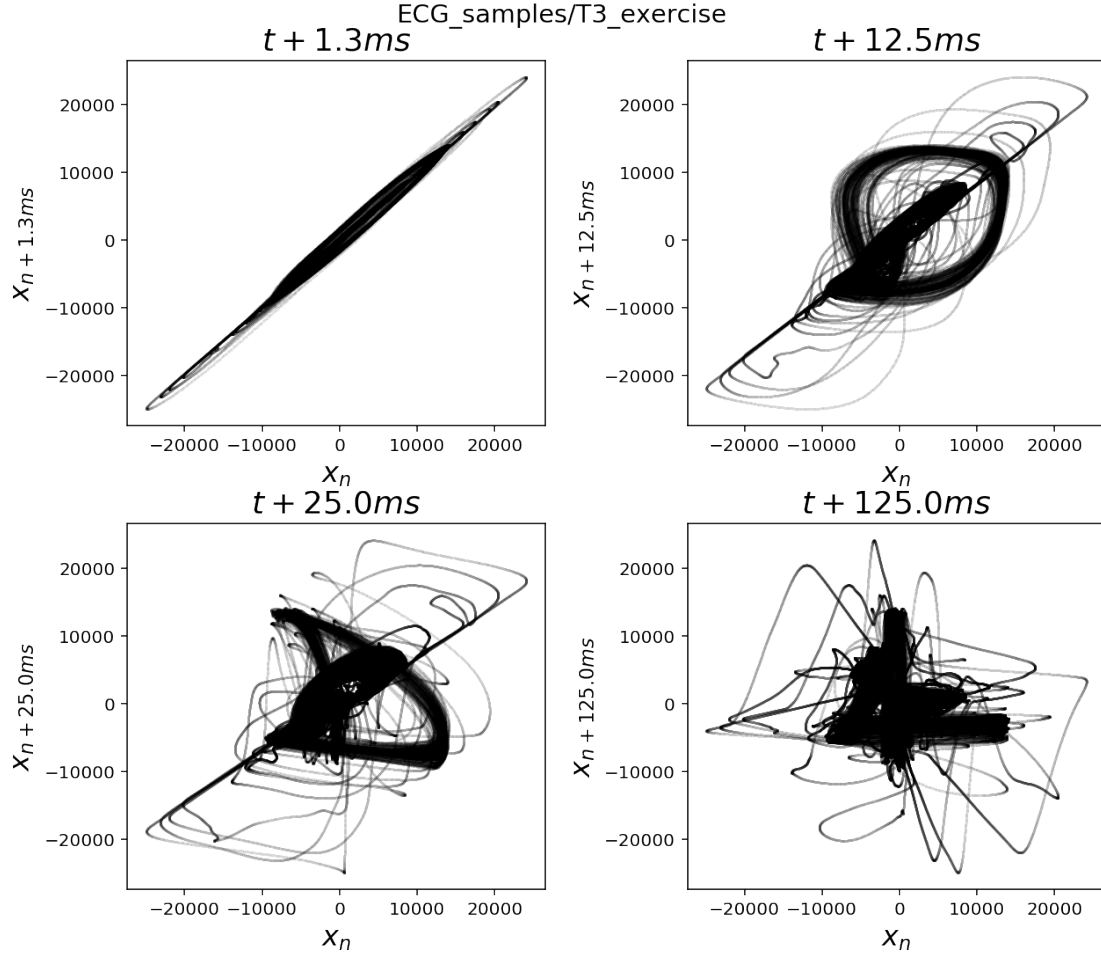 ECG_samples/T3_exercise
t + 1.3ms
t + 12.5ms
20000
10000
0
−10000
−20000
x_{n + 1.3ms}
−20000 −10000 0 10000 20000
x_n
20000
10000
0
−10000
−20000
x_{n + 12.5ms}
−20000 −10000 0 10000 20000
x_n
t + 25.0ms
t + 125.0ms
20000
10000
0
−10000
−20000
x_{n + 25.0ms}
−20000 −10000 0 10000 20000
x_n
20000
10000
0
−10000
−20000
x_{n + 125.0ms}
−20000 −10000 0 10000 20000
x_n